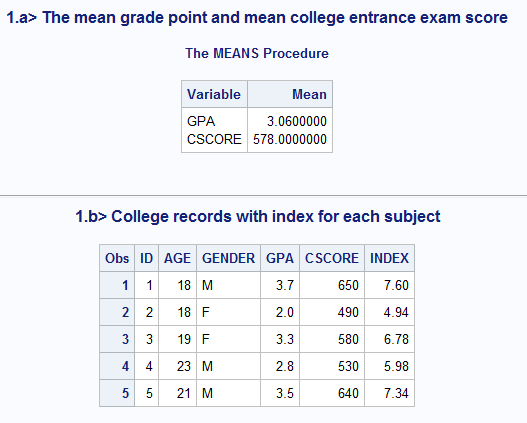 1.a> The mean grade point and mean college entrance exam score
The MEANS Procedure
Variable Mean
GPA 3.0600000
CSCORE 578.0000000
1.b> College records with index for each subject
Obs ID AGE GENDER GPA CSCORE INDEX
1 1 18 M 3.7 650 7.60
2 2 18 F 2.0 490 4.94
3 3 19 F 3.3 580 6.78
4 4 23 M 2.8 530 5.98
5 5 21 M 3.5 640 7.34